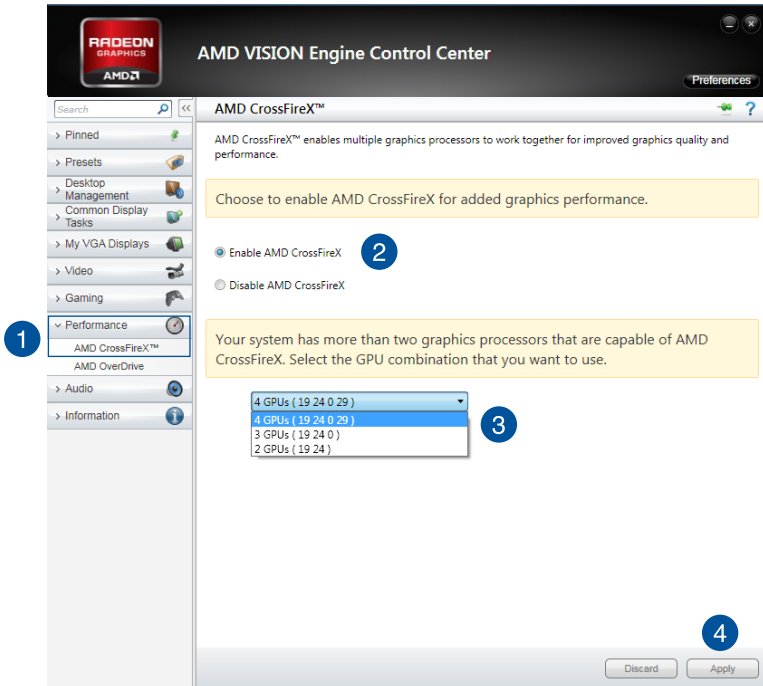 RADEON
GRAPHICS
AMD
AMD VISION Engine Control Center
Preferences
Search
<<
AMD CrossFireX™
?
Pinned
Presets
Desktop
Management
Common Display
Tasks
My VGA Displays
Video
Gaming
1
Performance
AMD CrossFireX™
AMD OverDrive
Audio
Information
AMD CrossFireX™ enables multiple graphics processors to work together for improved graphics quality and
performance.
Choose to enable AMD CrossFireX for added graphics performance.
Enable AMD CrossFireX
2
Disable AMD CrossFireX
Your system has more than two graphics processors that are capable of AMD
CrossFireX. Select the GPU combination that you want to use.
4 GPUs ( 19 24 0 29 )
4 GPUs ( 19 24 0 29 )
3 GPUs ( 19 24 0 )
2 GPUs ( 19 24 )
3
4
Discard
Apply